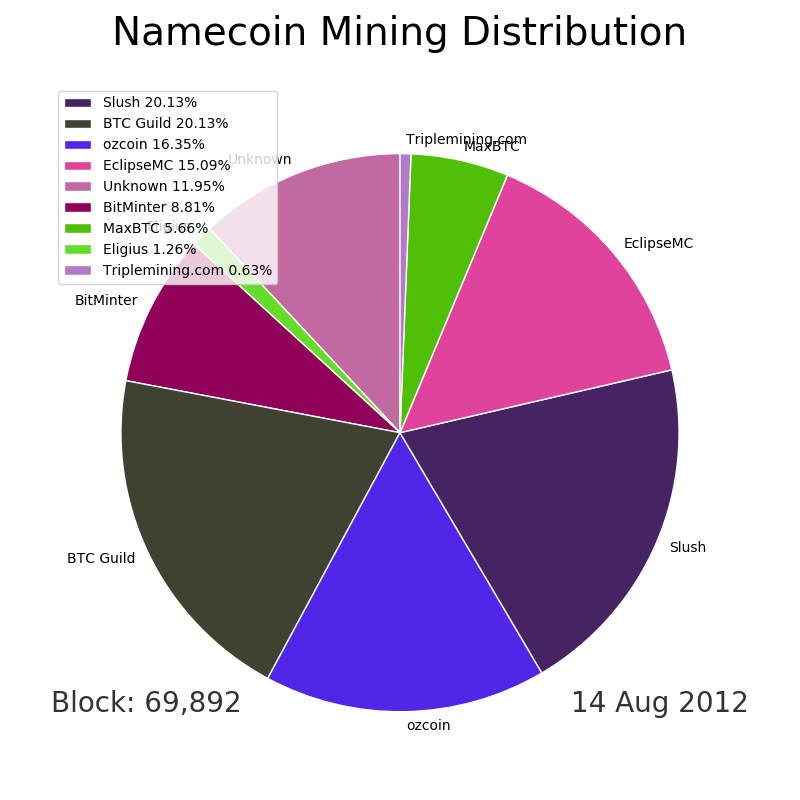 Namecoin Mining Distribution
Slush 20.13%
BTC Guild 20.13%
ozcoin 16.35%
EclipseMC 15.09%
Unknown 11.95%
BitMinter 8.81%
MaxBTC 5.66%
Eligius 1.26%
Triplemining.com 0.63%
Triplemining.com
MaxBTC
Unknown
EclipseMC
Eligius
BitMinter
Slush
BTC Guild
ozcoin
Block: 69,892
14 Aug 2012